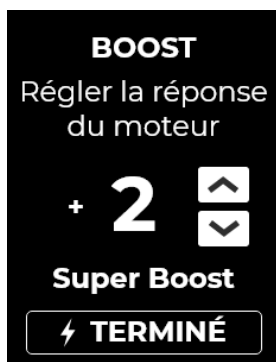 BOOST
Régler la réponse
du moteur
+ 2
Super Boost
TERMINÉ